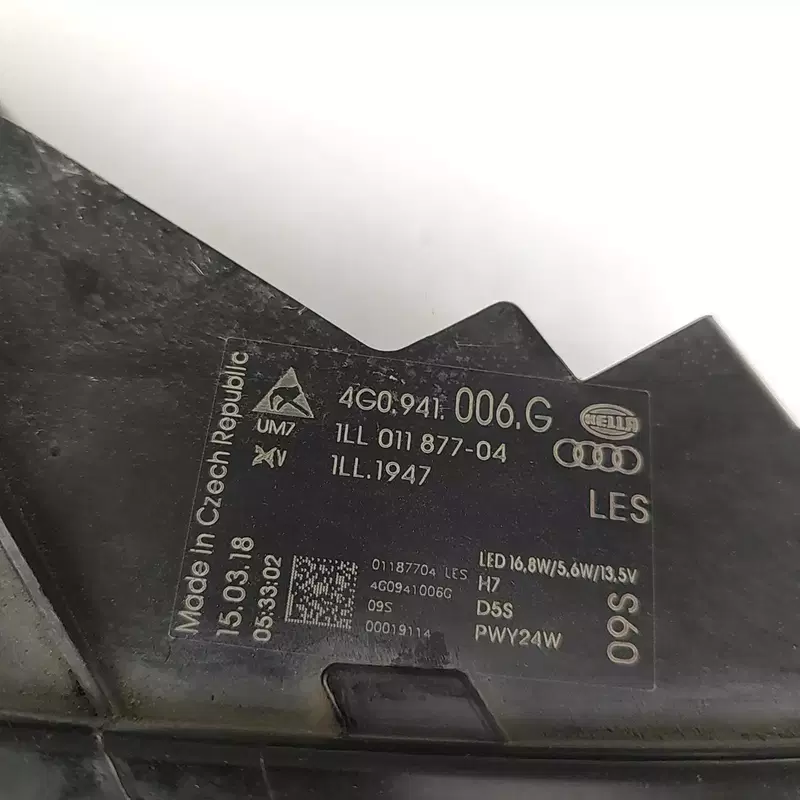 4G0.941. 006.G
HELLA
UM7
1LL 011 877-04
1LL.1947
LES
Made in Czech Republic
15.03.18
05:33:02
01187704 LES
4G0941006G
09S
00019114
LED 16,8W/5,6W/13,5V
H7
D5S
PWY24W
09S